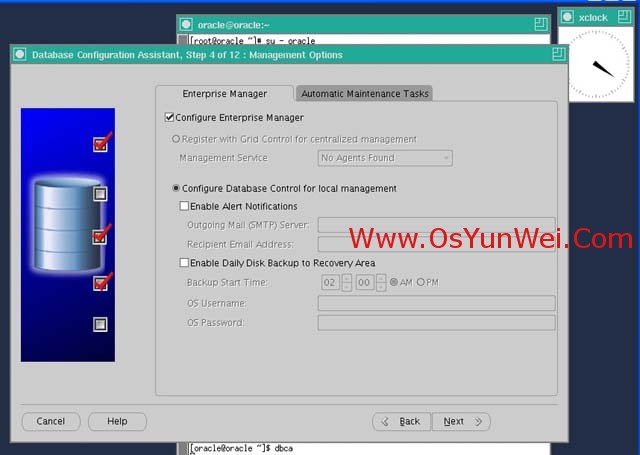 oracle@oracle:~
xclock
[root@oracle ~]# su - oracle
Database Configuration Assistant, Step 4 of 12 : Management Options
Enterprise Manager
Automatic Maintenance Tasks
Configure Enterprise Manager
Register with Grid Control for centralized management
Management Service
No Agents Found
Configure Database Control for local management
Enable Alert Notifications
Outgoing Mail (SMTP) Server:
Recipient Email Address:
Www.OsYunWei.Com
Enable Daily Disk Backup to Recovery Area
Backup Start Time: 02 00 AM PM
OS Username:
OS Password:
Cancel Help Back Next
[oracle@oracle ~]$ dbca